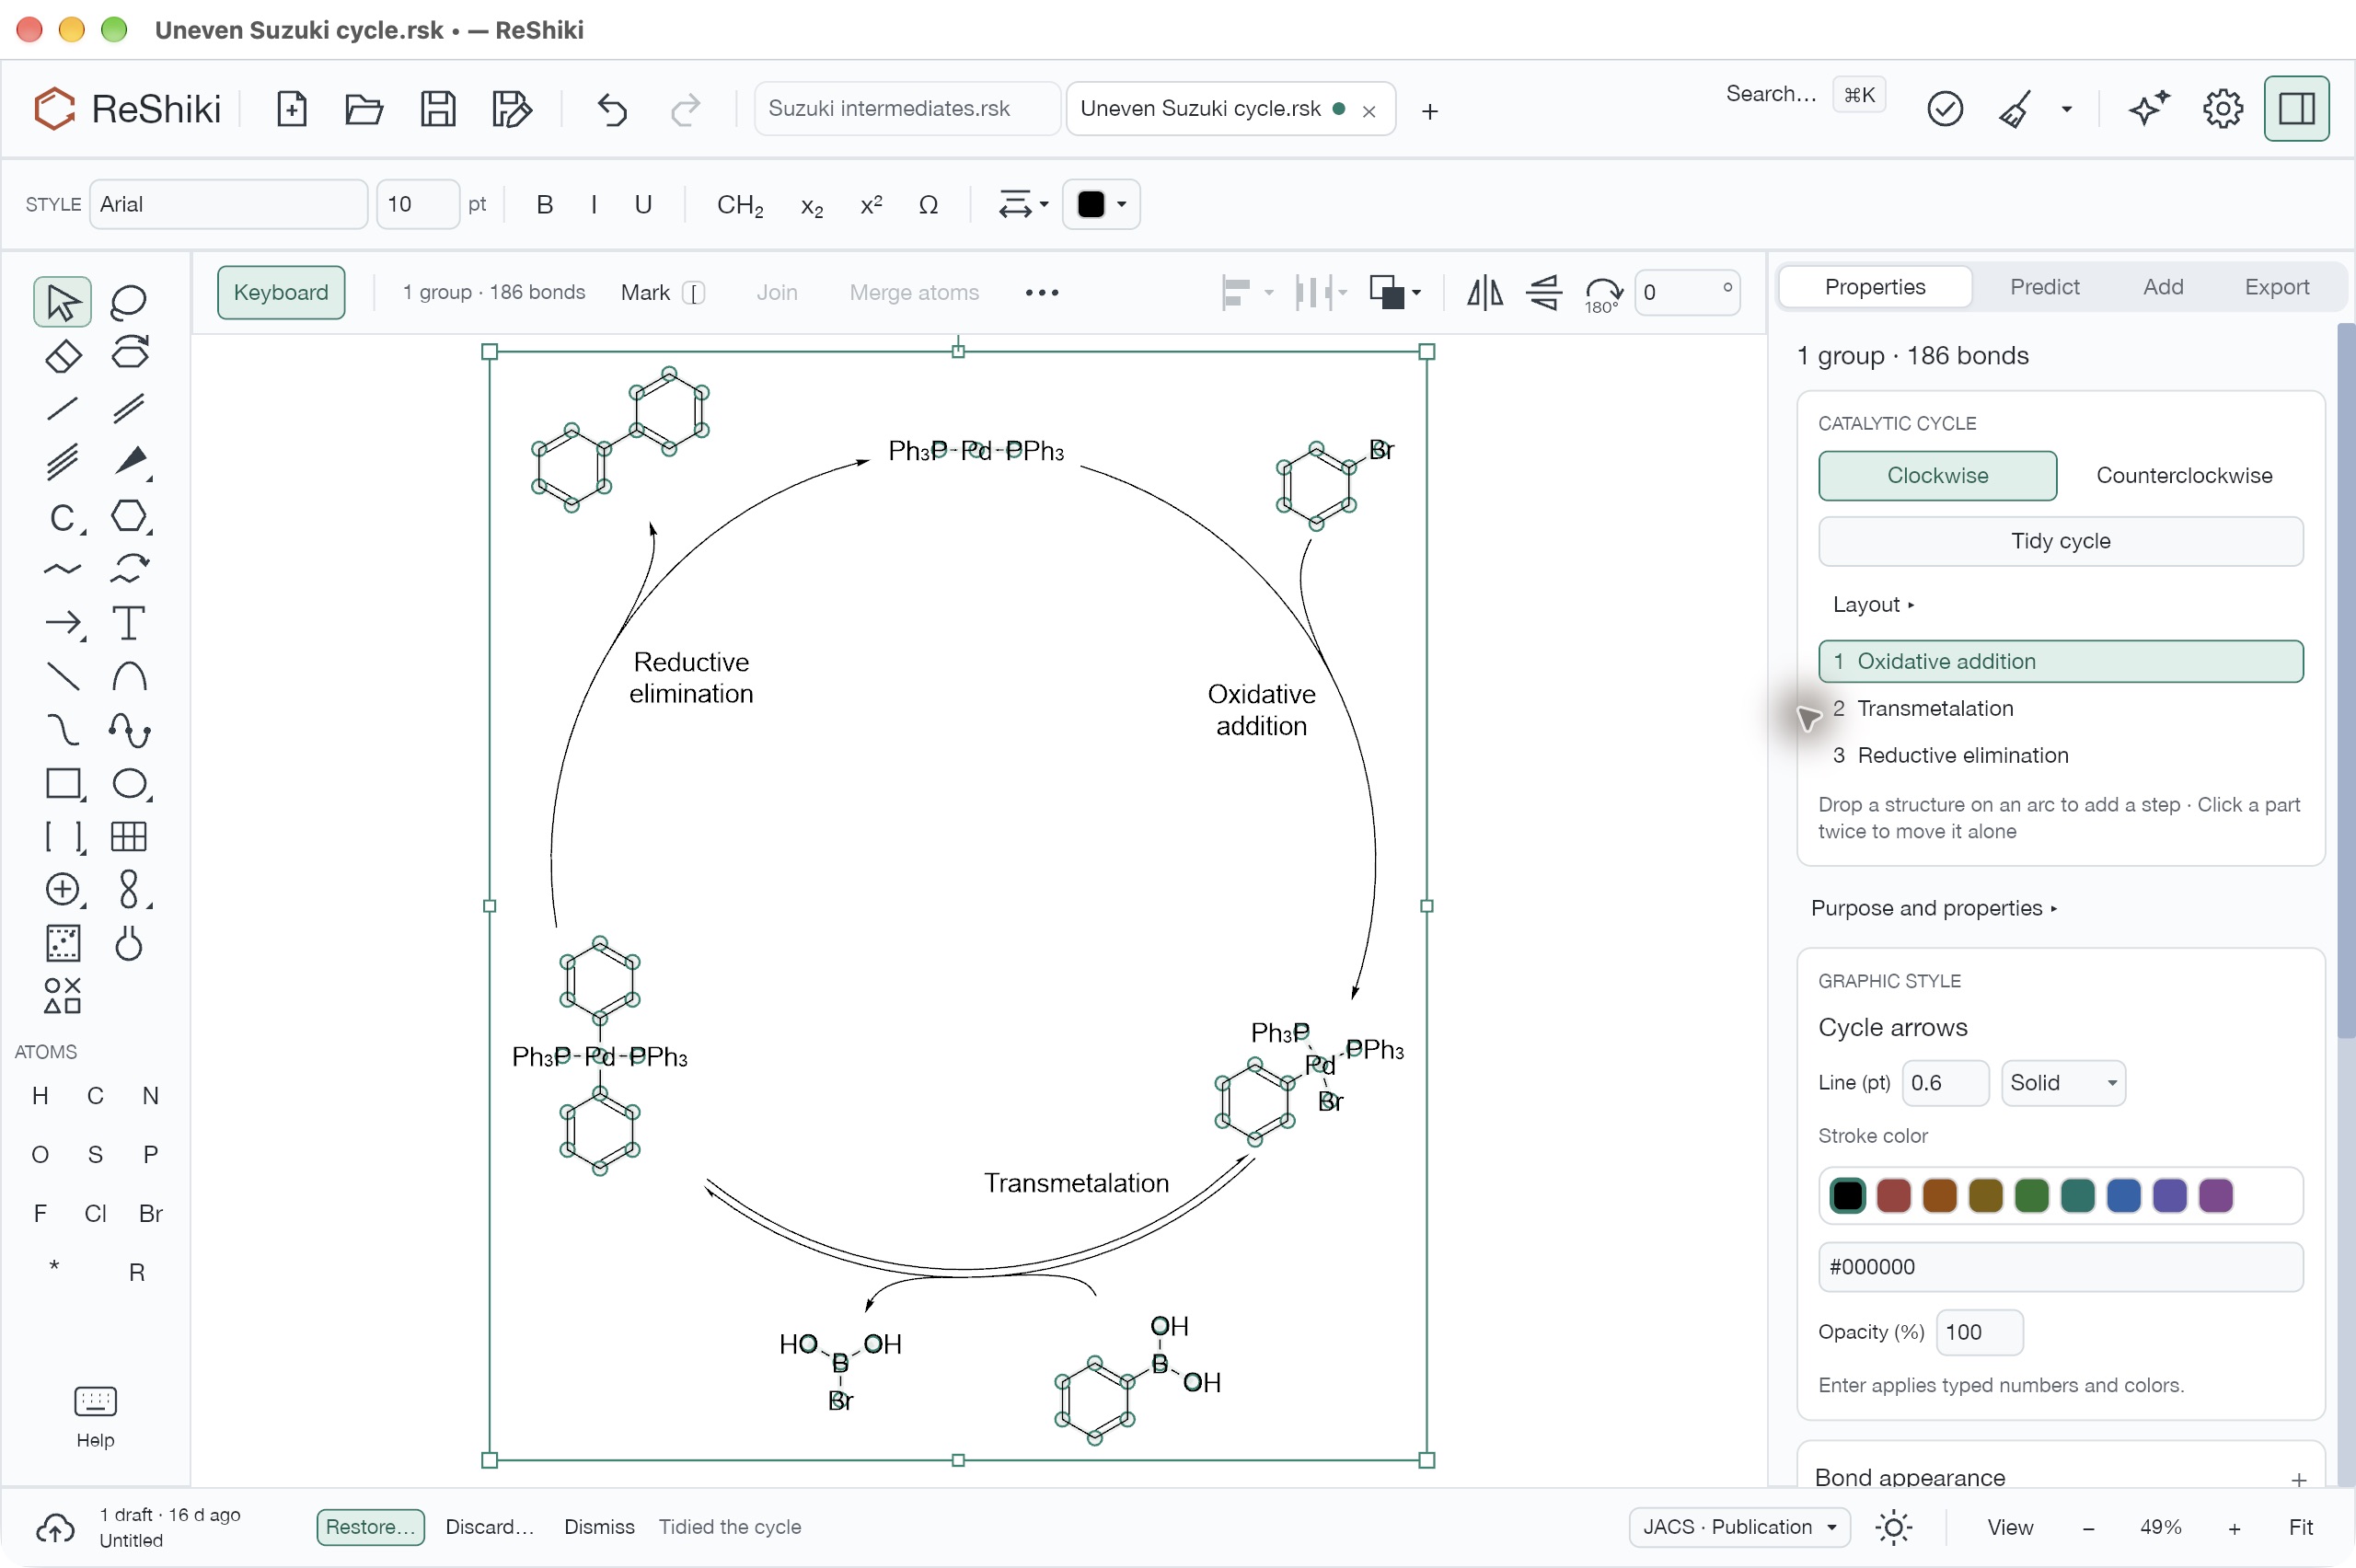 Uneven Suzuki cycle.rsk • — ReShiki
ReShiki
Suzuki intermediates.rsk
Uneven Suzuki cycle.rsk ● ×
+
Search… ⌘K
STYLE Arial 10 pt B I U CH₂ x₂ x² Ω
Keyboard 1 group · 186 bonds Mark [ Join Merge atoms •••
180° 0 °
Properties Predict Add Export
1 group · 186 bonds
CATALYTIC CYCLE
Clockwise Counterclockwise
Tidy cycle
Layout ▸
1 Oxidative addition
2 Transmetalation
3 Reductive elimination
Drop a structure on an arc to add a step · Click a part
twice to move it alone
Purpose and properties ▸
GRAPHIC STYLE
Cycle arrows
Line (pt) 0.6 Solid
Stroke color
#000000
Opacity (%) 100
Enter applies typed numbers and colors.
Bond appearance +
C
T
ATOMS
H C N
O S P
F Cl Br
* R
Help
Ph₃P-Pd-PPh₃
Br
Reductive
elimination
Oxidative
addition
Ph₃P-Pd-PPh₃
Ph₃P
PPh₃
Pd
Br
Transmetalation
HO OH
B
Br
OH
B
OH
1 draft · 16 d ago
Untitled
Restore… Discard… Dismiss Tidied the cycle
JACS · Publication
View − 49% + Fit